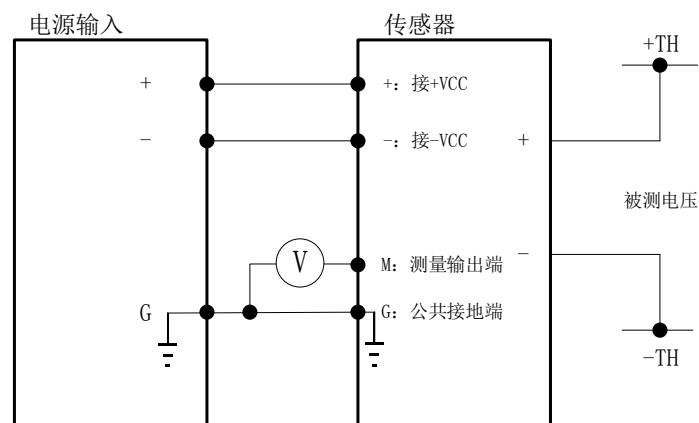 电源输入
传感器
+TH
+
+: 接+VCC
−
−: 接-VCC
+
被测电压
V
M: 测量输出端
−
G
G: 公共接地端
−TH